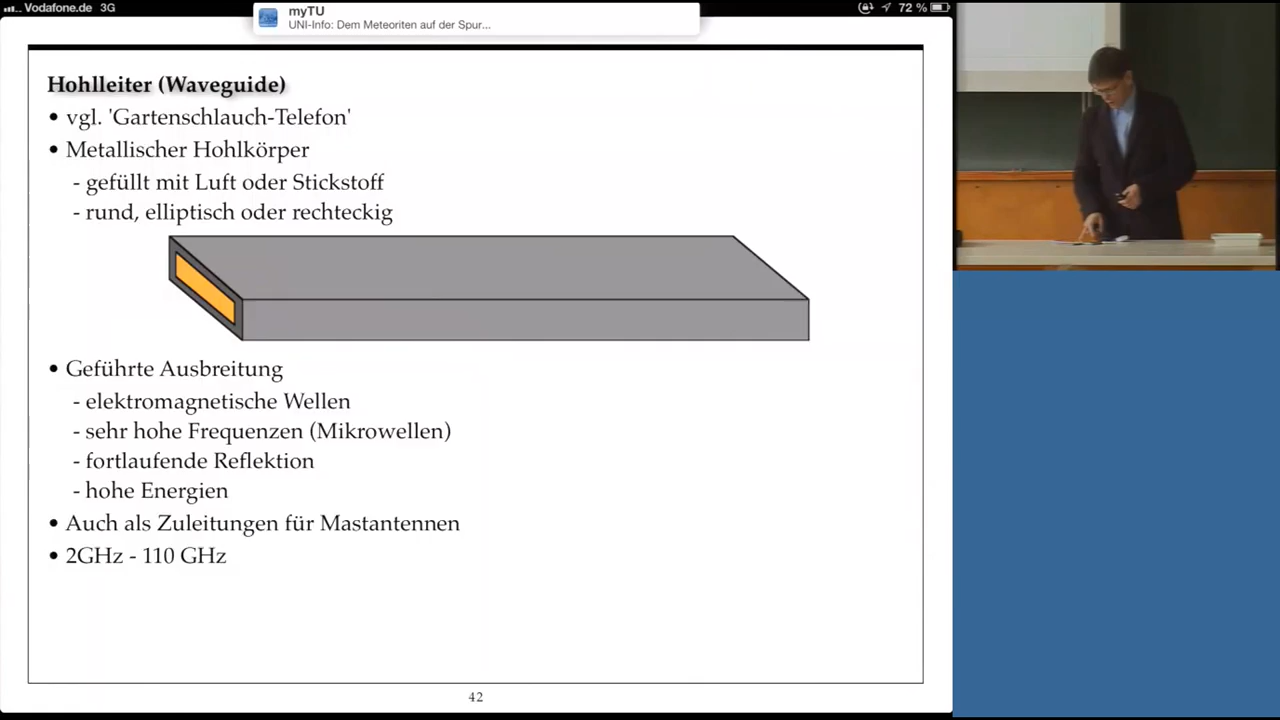 Vodafone.de 3G
myTU
UNI-Info: Dem Meteoriten auf der Spur...
72 %
Hohlleiter (Waveguide)
• vgl. 'Gartenschlauch-Telefon'
• Metallischer Hohlkörper
- gefüllt mit Luft oder Stickstoff
- rund, elliptisch oder rechteckig
• Geführte Ausbreitung
- elektromagnetische Wellen
- sehr hohe Frequenzen (Mikrowellen)
- fortlaufende Reflektion
- hohe Energien
• Auch als Zuleitungen für Mastantennen
• 2GHz - 110 GHz
42